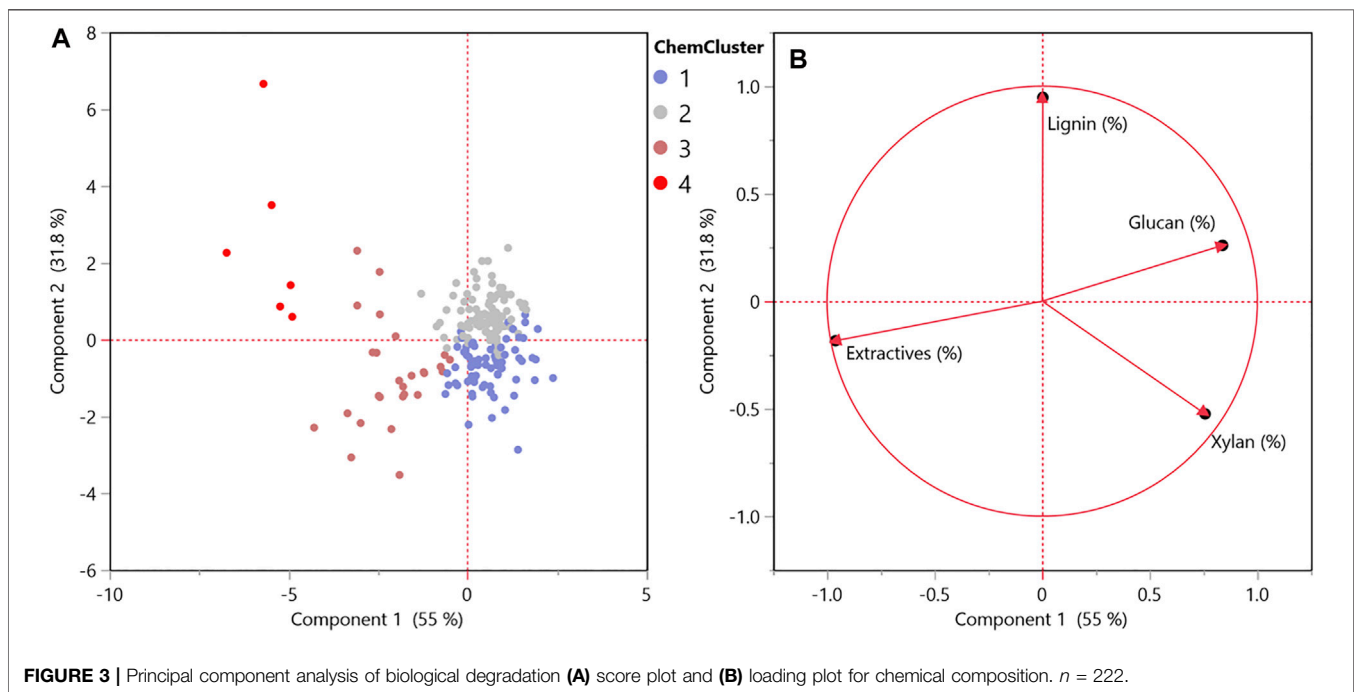 A
8
6
4
2
0
-2
-4
-6
-10
-5
0
5
Component 2 (31.8 %)
Component 1 (55 %)
ChemCluster
1
2
3
4
B
1.0
0.5
0
-0.5
-1.0
-1.0
-0.5
0
0.5
1.0
Component 2 (31.8 %)
Component 1 (55 %)
Lignin (%)
Glucan (%)
Extractives (%)
Xylan (%)
FIGURE 3 | Principal component analysis of biological degradation (A) score plot and (B) loading plot for chemical composition. n = 222.